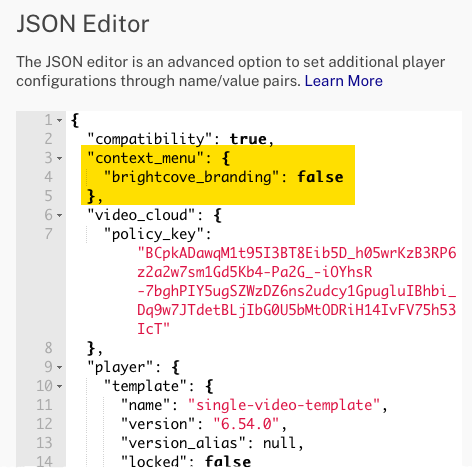 JSON Editor
The JSON editor is an advanced option to set additional player
configurations through name/value pairs. Learn More
1 {
2 "compatibility": true,
3 "context_menu": {
4 "brightcove_branding": false
5 },
6 "video_cloud": {
7 "policy_key":
"BCpkADawqM1t95I3BT8Eib5D_h05wrKzB3RP6
z2a2w7sm1Gd5Kb4-Pa2G_-iOYhsR
-7bghPIY5ugSZWzDZ6ns2udcy1GpugluIBhbi_
Dq9w7JTdetBLjIbG0U5bMtODRiH14IvFV75h53
IcT"
8 },
9 "player": {
10 "template": {
11 "name": "single-video-template",
12 "version": "6.54.0",
13 "version_alias": null,
14 "locked": false